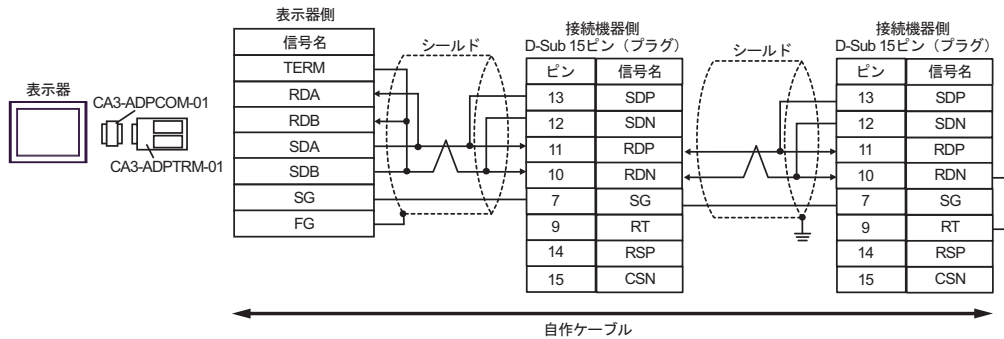 表示器
CA3-ADPCOM-01
CA3-ADPTRM-01
表示器側
信号名
TERM
RDA
RDB
SDA
SDB
SG
FG
シールド
接続機器側
D-Sub 15ピン（プラグ）
ピン 信号名
13 SDP
12 SDN
11 RDP
10 RDN
7 SG
9 RT
14 RSP
15 CSN
シールド
接続機器側
D-Sub 15ピン（プラグ）
ピン 信号名
13 SDP
12 SDN
11 RDP
10 RDN
7 SG
9 RT
14 RSP
15 CSN
自作ケーブル